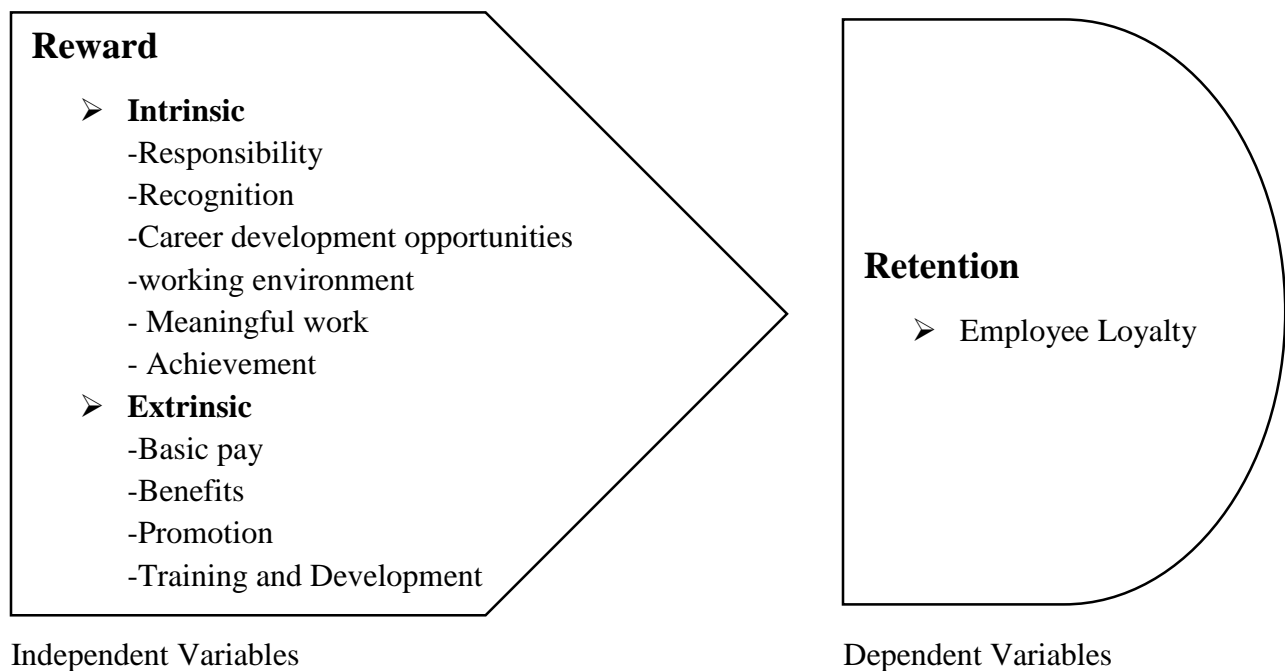 Reward
➢ Intrinsic
-Responsibility
-Recognition
-Career development opportunities
-working environment
- Meaningful work
- Achievement
➢ Extrinsic
-Basic pay
-Benefits
-Promotion
-Training and Development
Independent Variables
Retention
➢ Employee Loyalty
Dependent Variables